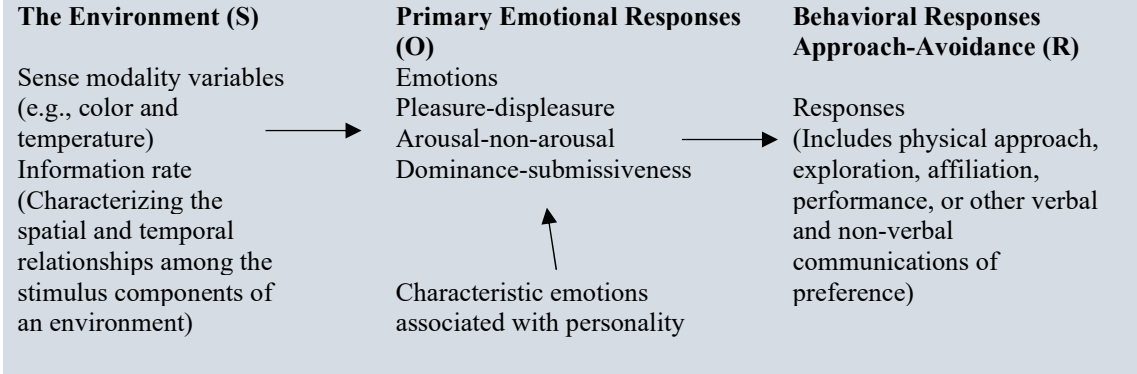 The Environment (S)
Sense modality variables
(e.g., color and
temperature)
Information rate
(Characterizing the
spatial and temporal
relationships among the
stimulus components of
an environment)
Primary Emotional Responses
(O)
Emotions
Pleasure-displeasure
Arousal-non-arousal
Dominance-submissiveness
Characteristic emotions
associated with personality
Behavioral Responses
Approach-Avoidance (R)
Responses
(Includes physical approach,
exploration, affiliation,
performance, or other verbal
and non-verbal
communications of
preference)